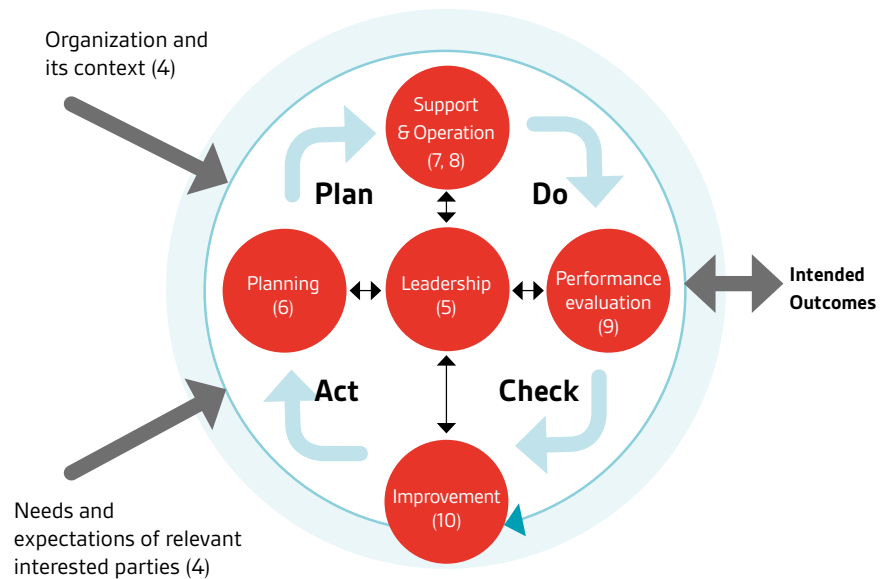 Organization and
its context (4)
Support
& Operation
(7, 8)
Plan
Do
Planning
(6)
Leadership
(5)
Performance
evaluation
(9)
Intended
Outcomes
Act
Check
Improvement
(10)
Needs and
expectations of relevant
interested parties (4)